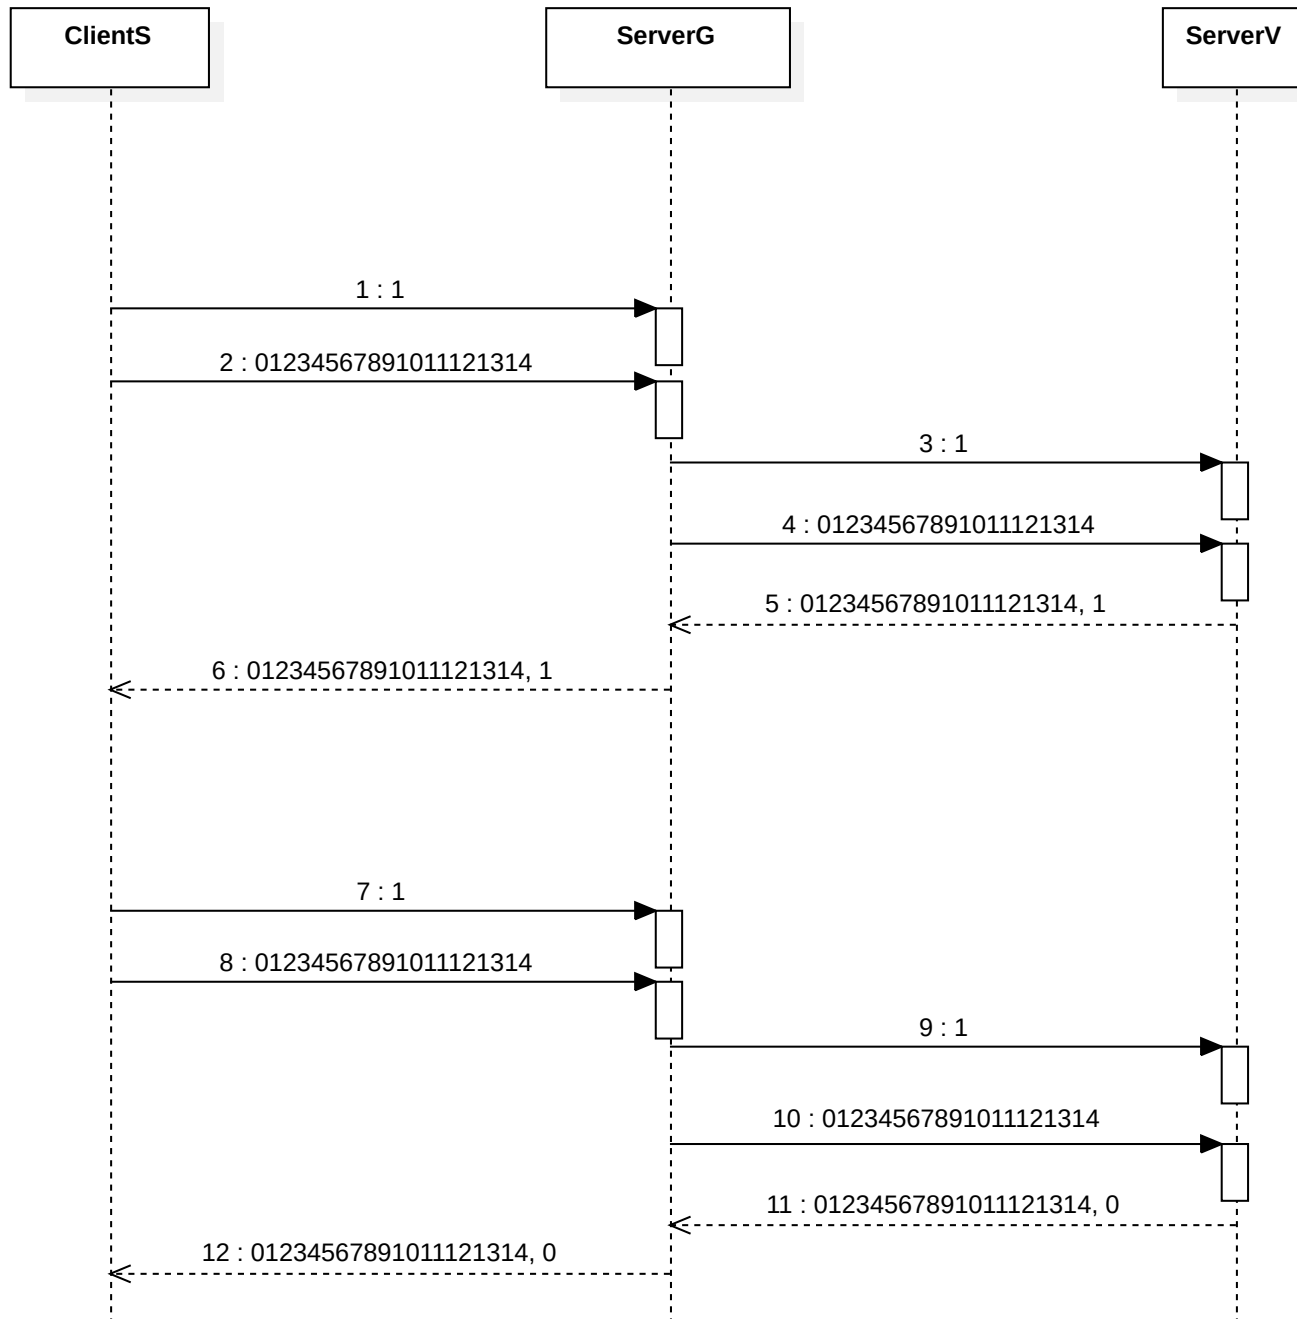 ClientS
ServerG
ServerV
1 : 1
2 : 01234567891011121314
3 : 1
4 : 01234567891011121314
5 : 01234567891011121314, 1
6 : 01234567891011121314, 1
7 : 1
8 : 01234567891011121314
9 : 1
10 : 01234567891011121314
11 : 01234567891011121314, 0
12 : 01234567891011121314, 0